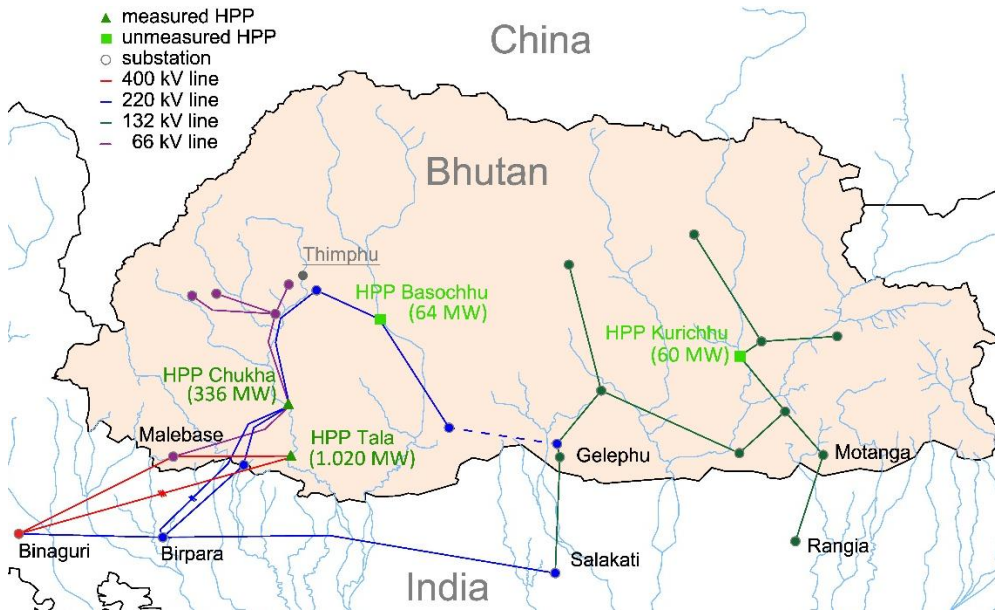 measured HPP
unmeasured HPP
substation
400 kV line
220 kV line
132 kV line
66 kV line
China
Bhutan
Thimphu
HPP Basochhu
(64 MW)
HPP Kurichhu
(60 MW)
HPP Chukha
(336 MW)
Malebase
HPP Tala
(1.020 MW)
Gelephu
Motanga
Binaguri
Birpara
Salakati
Rangia
India